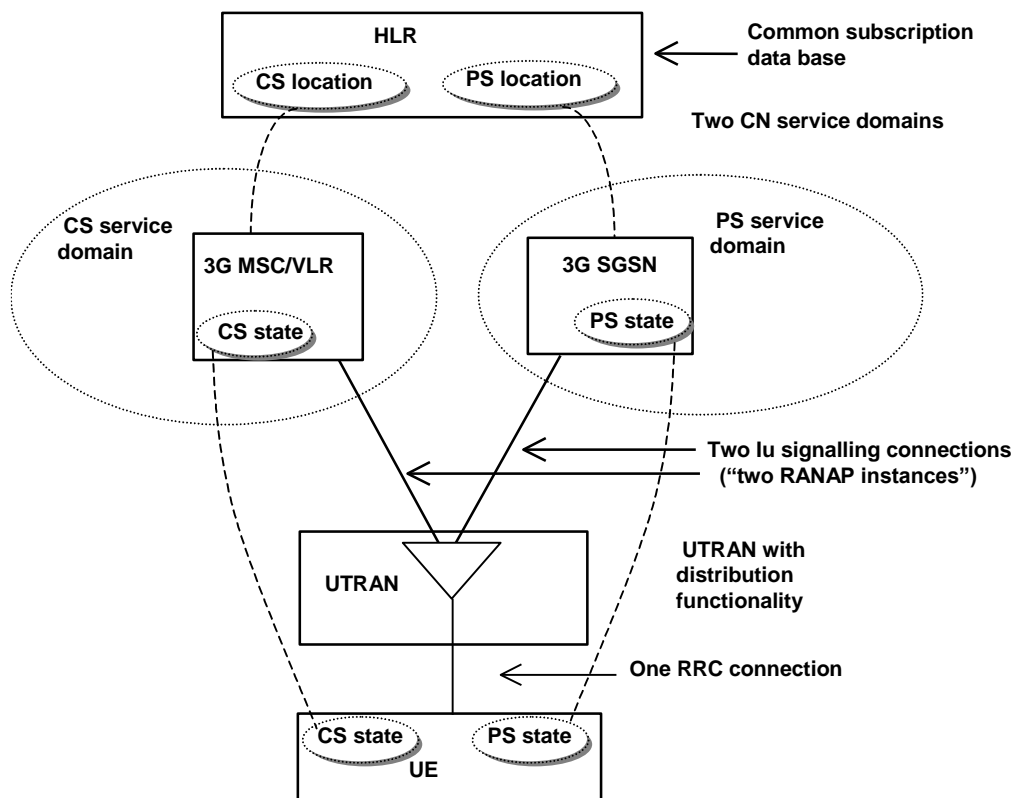 HLR
Common subscription
data base
CS location
PS location
Two CN service domains
CS service
domain
PS service
domain
3G MSC/VLR
3G SGSN
CS state
PS state
Two Iu signalling connections
(“two RANAP instances”)
UTRAN
UTRAN with
distribution
functionality
One RRC connection
CS state
PS state
UE